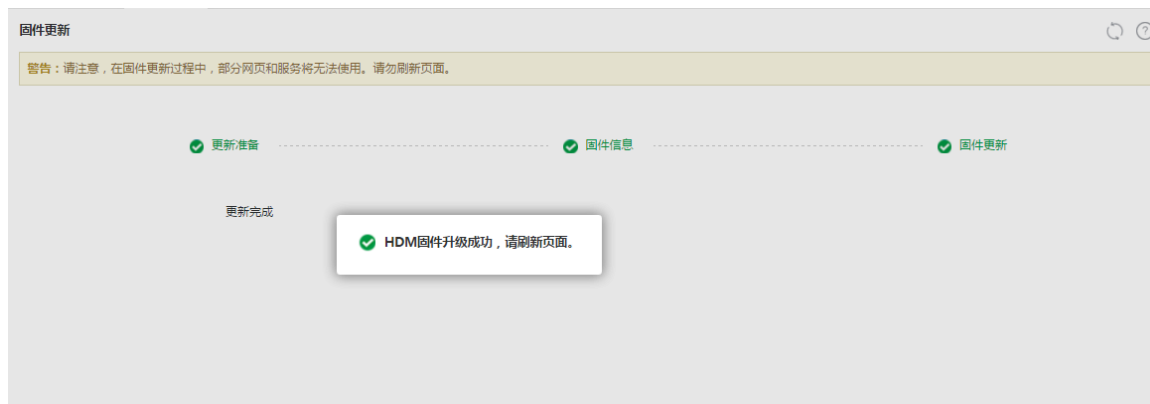 固件更新
警告：请注意，在固件更新过程中，部分网页和服务将无法使用。请勿刷新页面。
更新准备 固件信息 固件更新
更新完成
HDM固件升级成功，请刷新页面。